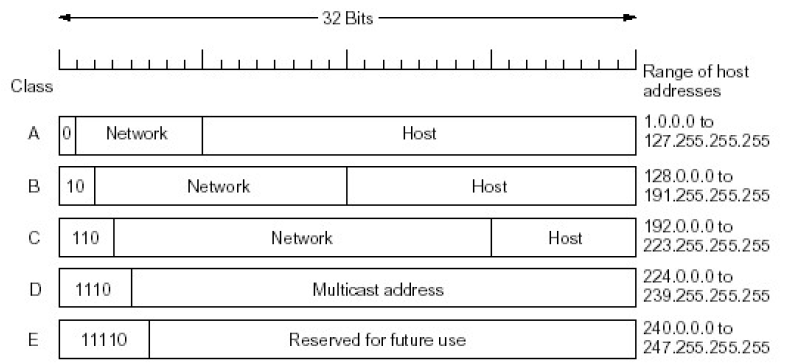 32 Bits
Range of host
addresses
Class
A 0 Network Host 1.0.0.0 to
127.255.255.255
B 10 Network Host 128.0.0.0 to
191.255.255.255
C 110 Network Host 192.0.0.0 to
223.255.255.255
D 1110 Multicast address 224.0.0.0 to
239.255.255.255
E 11110 Reserved for future use 240.0.0.0 to
247.255.255.255